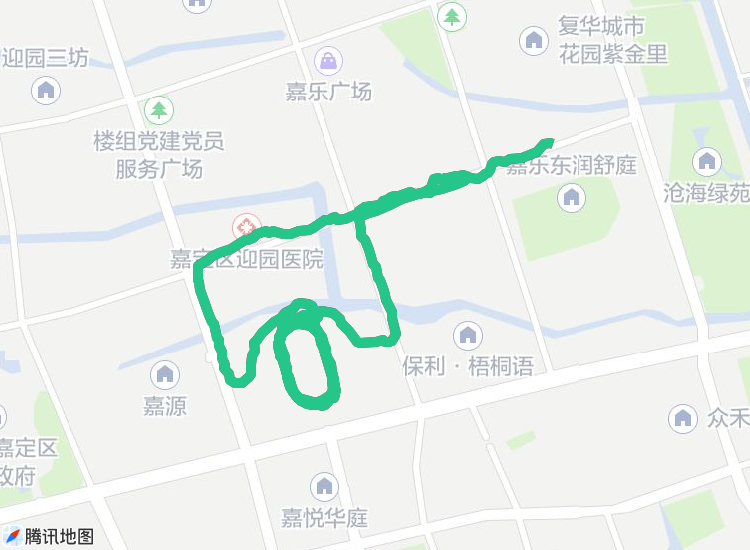 复华城市
花园紫金里
迎园三坊
嘉乐广场
楼组党建党员
服务广场
嘉乐东润舒庭
沧海绿苑
嘉定区迎园医院
保利·梧桐语
嘉源
众禾
嘉定区
政府
嘉悦华庭
腾讯地图